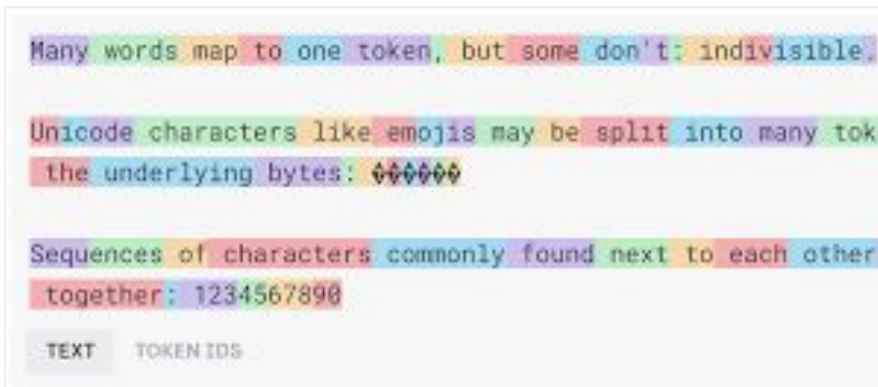 Many words map to one token, but some don't: indivisible.
Unicode characters like emojis may be split into many tok
the underlying bytes: ������
Sequences of characters commonly found next to each other
together: 1234567890
TEXT TOKEN IDS